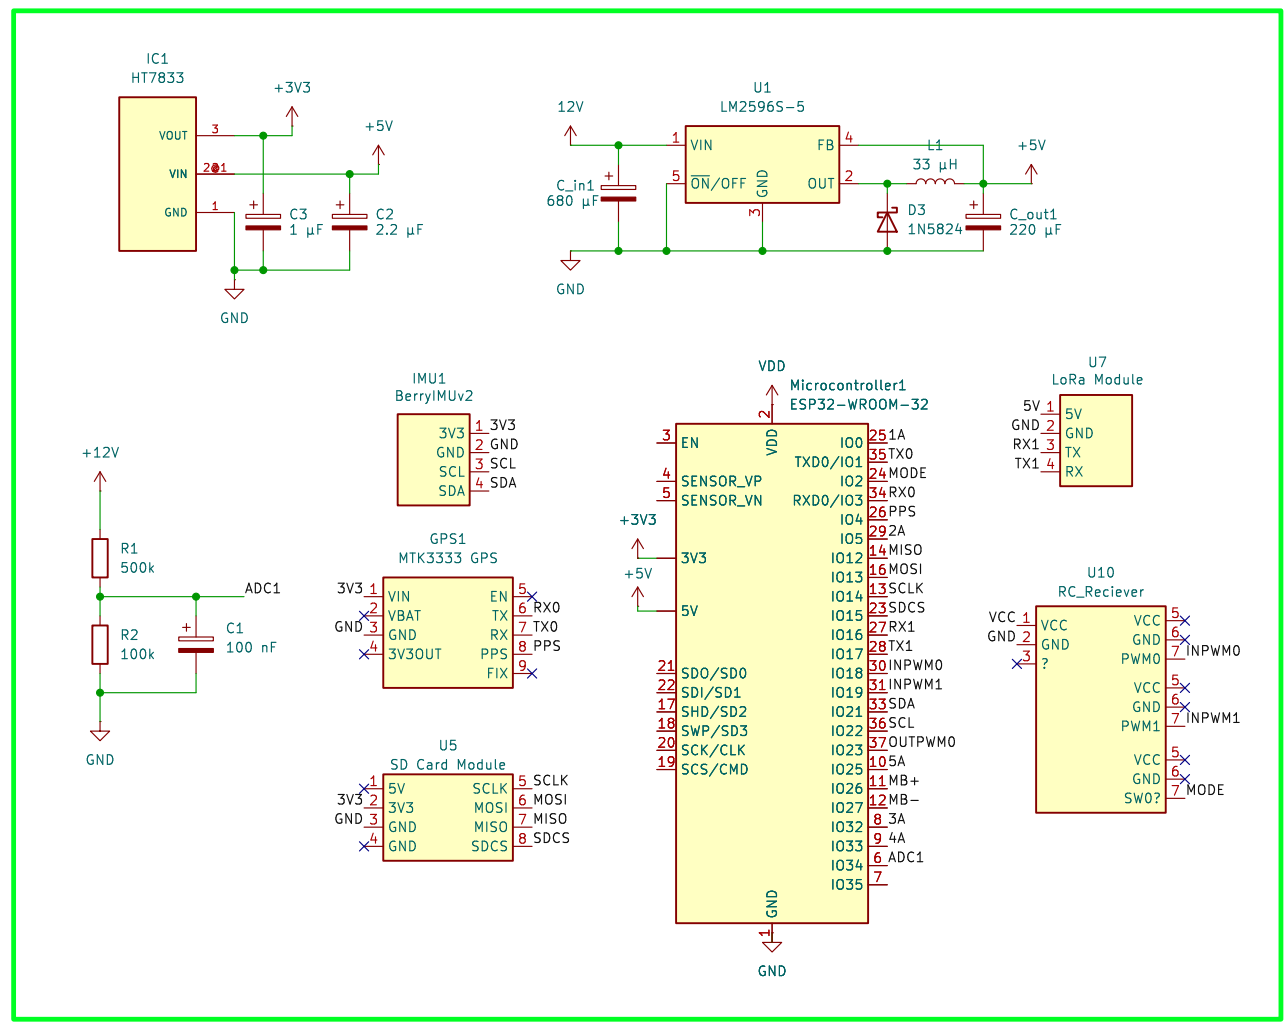 IC1
HT7833
+3V3
+5V
VOUT
3
VIN
GND
1
+
C3
1 µF
+
C2
2.2 µF
GND
U1
LM2596S-5
12V
1
VIN
FB
4
5
ON/OFF
GND
OUT
2
3
L1
33 µH
+5V
+
C_in1
680 µF
D3
1N5824
+
C_out1
220 µF
GND
+12V
R1
500k
ADC1
R2
100k
+
C1
100 nF
GND
IMU1
BerryIMUv2
3V3 1 3V3
GND 2 GND
SCL 3 SCL
SDA 4 SDA
GPS1
MTK3333 GPS
3V3 1 VIN EN 5
2 VBAT TX 6 RX0
GND 3 GND RX 7 TX0
4 3V3OUT PPS 8 PPS
FIX 9
U5
SD Card Module
1 5V SCLK 5 SCLK
3V3 2 3V3 MOSI 6 MOSI
GND 3 GND MISO 7 MISO
4 GND SDCS 8 SDCS
VDD
Microcontroller1
ESP32-WROOM-32
2
VDD
3 EN IO0 25 1A
TXD0/IO1 35 TX0
4 SENSOR_VP IO2 24 MODE
5 SENSOR_VN RXD0/IO3 34 RX0
IO4 26 PPS
+3V3
IO5 29 2A
3V3 IO12 14 MISO
+5V
IO13 16 MOSI
IO14 13 SCLK
5V IO15 23 SDCS
IO16 27 RX1
IO17 28 TX1
21 SDO/SD0 IO18 30 INPWM0
22 SDI/SD1 IO19 31 INPWM1
17 SHD/SD2 IO21 33 SDA
18 SWP/SD3 IO22 36 SCL
20 SCK/CLK IO23 37 OUTPWM0
19 SCS/CMD IO25 10 5A
IO26 11 MB+
IO27 12 MB-
IO32 8 3A
IO33 9 4A
IO34 6 ADC1
IO35 7
GND
1
GND
U7
LoRa Module
5V 1 5V
GND 2 GND
RX1 3 TX
TX1 4 RX
U10
RC_Reciever
VCC 1 VCC VCC 5
GND 2 GND GND 6
3 ? PWM0 7 INPWM0
VCC 5
GND 6
PWM1 7 INPWM1
VCC 5
GND 6
SW0? 7 MODE